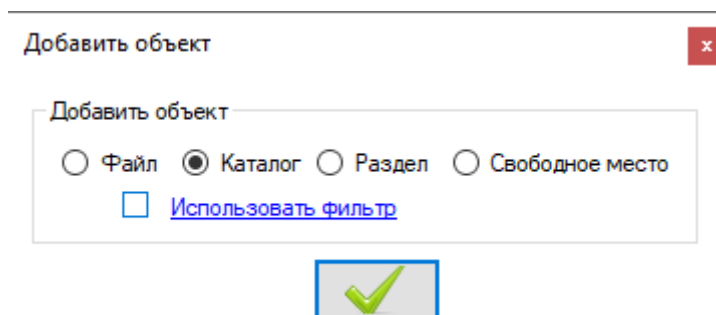 Добавить объект
x
Добавить объект
Файл Каталог Раздел Свободное место
Использовать фильтр